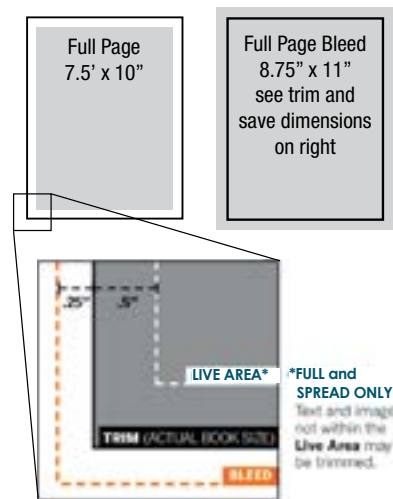 Full Page
7.5' x 10”
Full Page Bleed
8.75” x 11”
see trim and
save dimensions
on right
.25"
.5"
LIVE AREA*
*FULL and
SPREAD ONLY
Text and image
not within the
Live Area may
be trimmed.
TRIM (ACTUAL BOOK SIZE)
BLEED